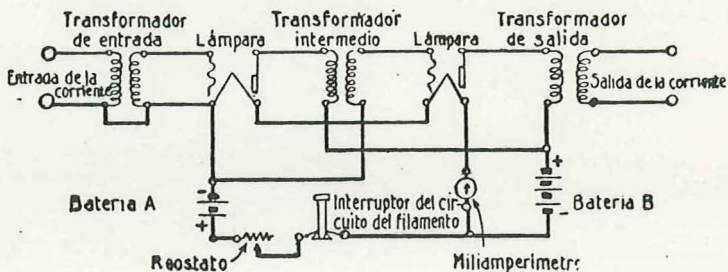 Transformador
de entrada
Lámpara
Transformador
intermedio
Lámpara
Transformador
de salida
Entrada de la
corriente
Salida de la corriente
Bateria A
-
+
Interruptor del cir-
cuito del filamento
+
-
Bateria B
Reostato
Miliamperimetro